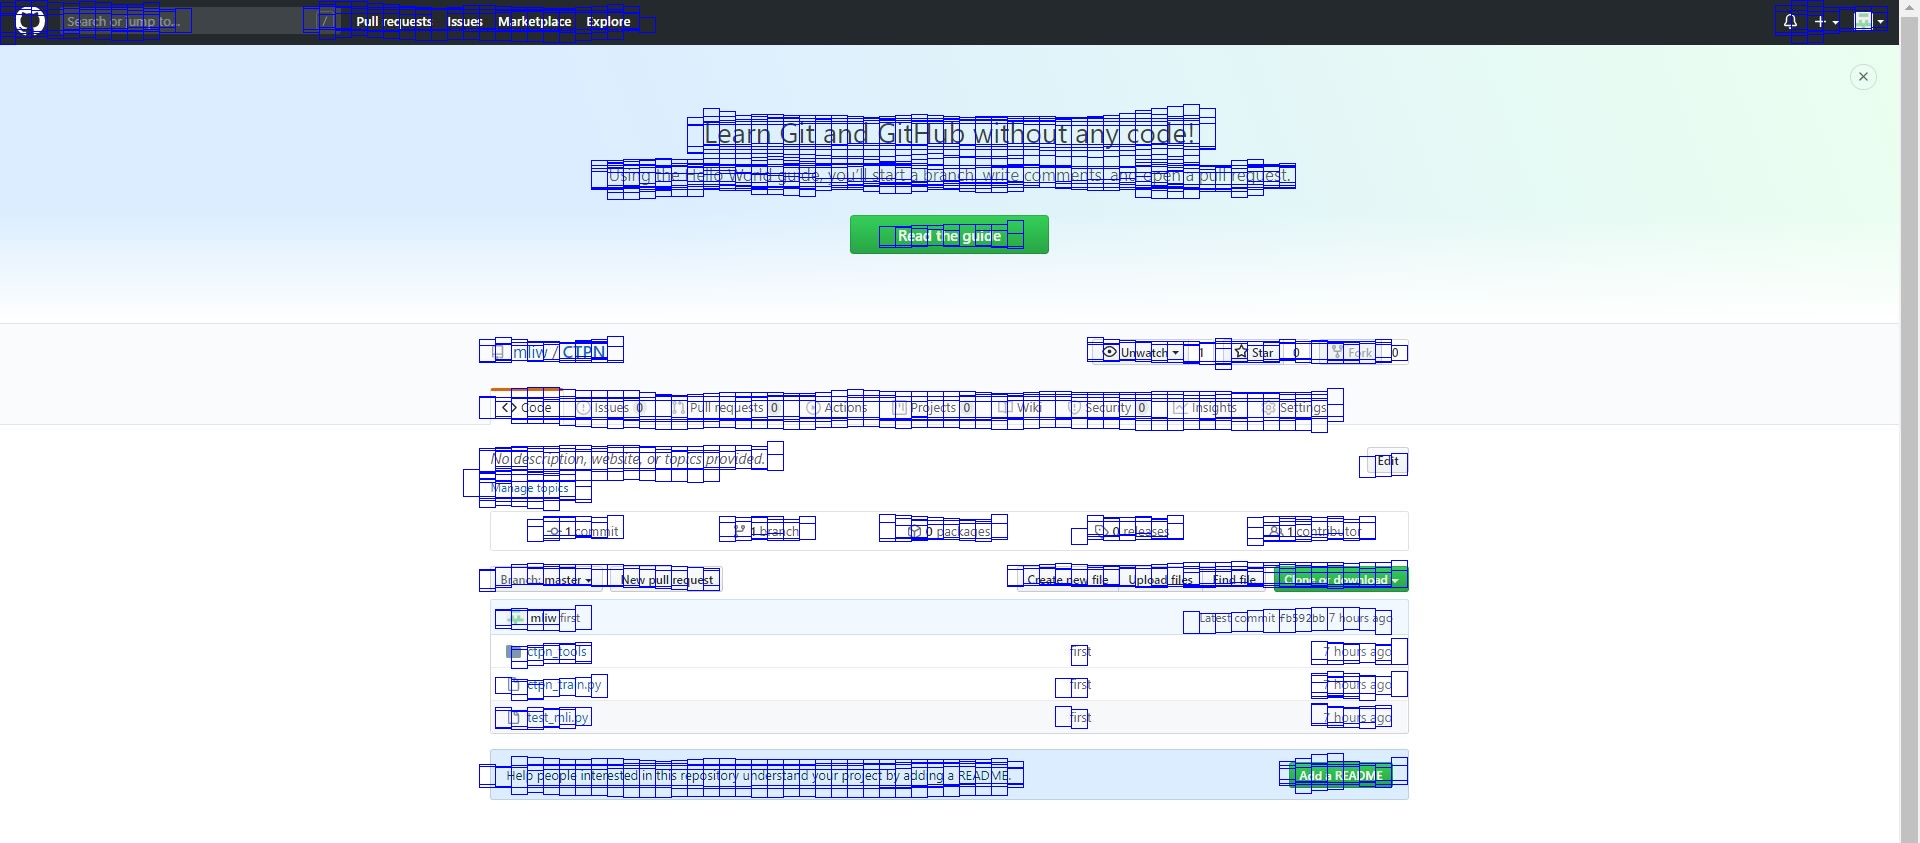 Search or jump to... / Pull requests Issues Marketplace Explore
Learn Git and GitHub without any code!
Using the Hello World guide, you'll start a branch, write comments, and open a pull request.
Read the guide
mliw / CTPN Unwatch 1 Star 0 Fork 0
Code Issues 0 Pull requests 0 Actions Projects 0 Wiki Security 0 Insights Settings
No description, website, or topics provided. Edit
Manage topics
1 commit 1 branch 0 packages 0 releases 1 contributor
Branch: master New pull request Create new file Upload files Find file Clone or download
mliw first Latest commit fb592bb 7 hours ago
ctpn_tools first 7 hours ago
ctpn_train.py first 7 hours ago
test_mli.py first 7 hours ago
Help people interested in this repository understand your project by adding a README. Add a README